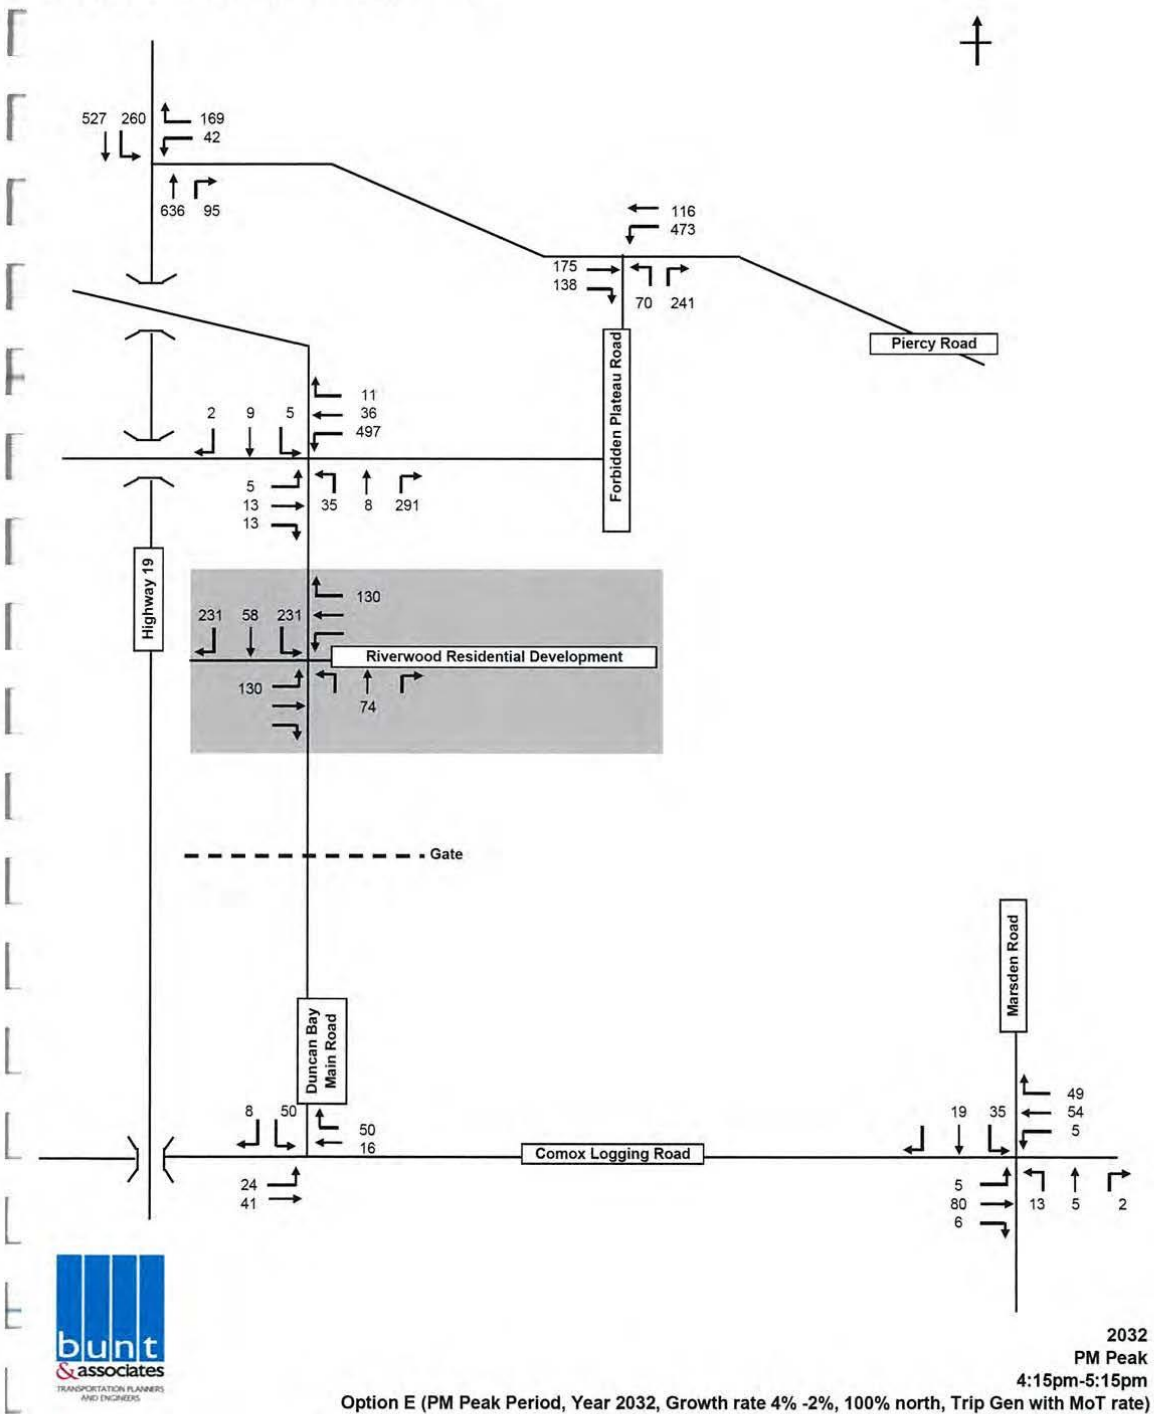 527 260 169
42
636 95
116
473
175
138
70 241
Piercy Road
Forbidden Plateau Road
11
2 9 5 36
497
5
13 35 8 291
13
Highway 19
130
231 58 231
Riverwood Residential Development
130
74
Gate
Marsden Road
Duncan Bay
Main Road
8 50
50
16
Comox Logging Road
24
41
49
19 35 54
5
5
80 13 5 2
6
bunt
& associates
TRANSPORTATION PLANNERS
AND ENGINEERS
2032
PM Peak
4:15pm-5:15pm
Option E (PM Peak Period, Year 2032, Growth rate 4% -2%, 100% north, Trip Gen with MoT rate)